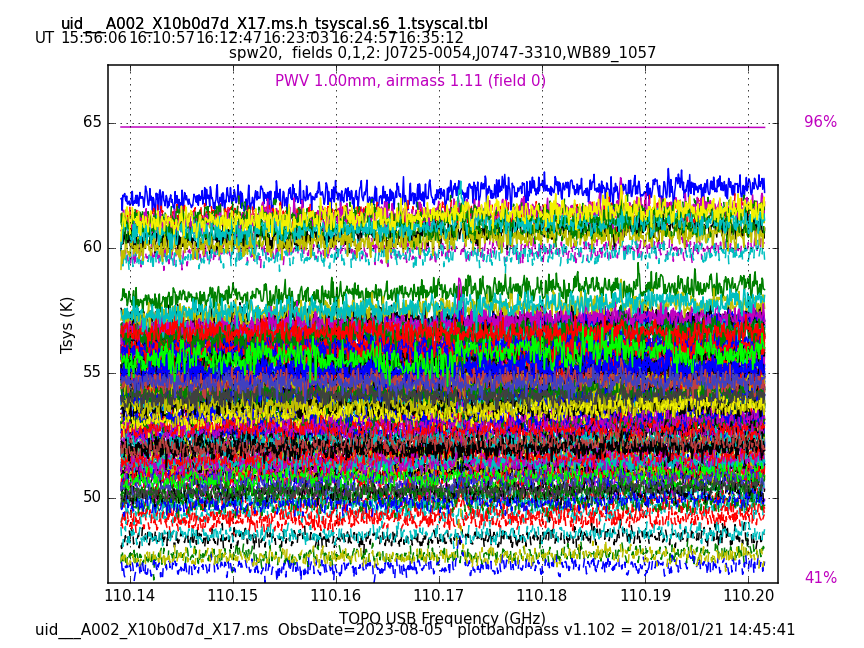 uid___A002_X10b0d7d_X17.ms.h_tsyscal.s6_1.tsyscal.tbl
UT 15:56:06 16:10:57 16:12:47 16:23:03 16:24:57 16:35:12
spw20,  fields 0,1,2: J0725-0054,J0747-3310,WB89_1057
PWV 1.00mm, airmass 1.11 (field 0)
65
96%
60
Tsys (K)
55
50
41%
110.14 110.15 110.16 110.17 110.18 110.19 110.20
TOPO USB Frequency (GHz)
uid___A002_X10b0d7d_X17.ms  ObsDate=2023-08-05   plotbandpass v1.102 = 2018/01/21 14:45:41